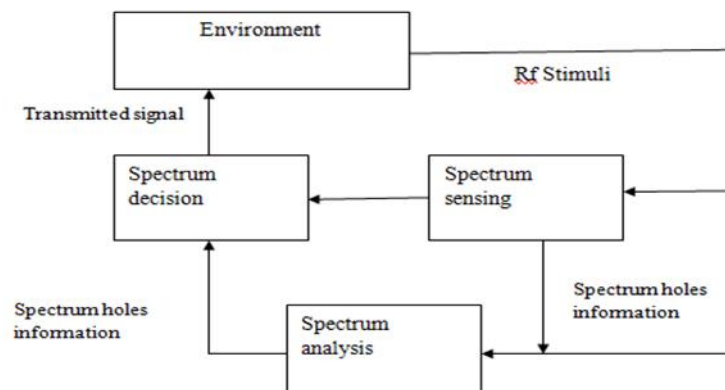 Environment
Rf Stimuli
Transmitted signal
Spectrum
decision
Spectrum
sensing
Spectrum holes
information
Spectrum holes
information
Spectrum
analysis